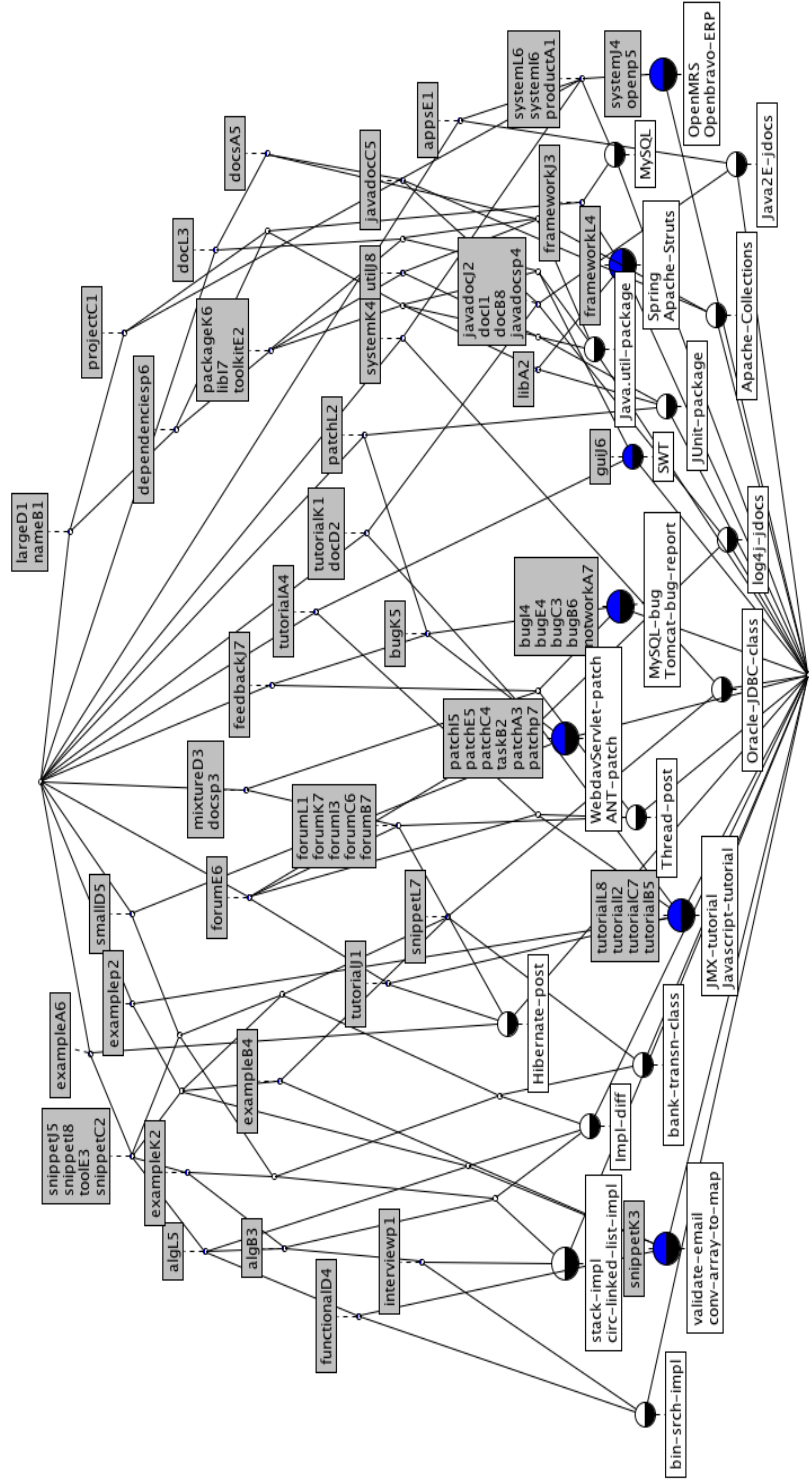 largeD1
nameB1
projectC1
docL3
docsA5
dependenciesp6
packageK6
libI7
toolkitE2
javadocC5
appsE1
utilJ8
systemK4
systemL6
systemI6
productA1
systemJ4
openp5
frameworkJ3
frameworkL4
javadocJ2
docI1
docB8
javadocsp4
libA2
patchL2
tutorialK1
docD2
tutorialA4
feedbackJ7
bugK5
guiJ6
bugI4
bugE4
bugC3
bugB6
notworkA7
mixtureD3
docsp3
patchI5
patchE5
patchC4
taskB2
patchA3
patchp7
forumL1
forumK7
forumI3
forumC6
forumB7
forumE6
smallD5
snippetL7
examplep2
tutorialJ1
tutorialL8
tutorialI2
tutorialC7
tutorialB5
exampleA6
exampleB4
snippetJ5
snippetI8
toolE3
snippetC2
exampleK2
algL5
algB3
interviewp1
functionalD4
snippetK3
OpenMRS
Openbravo-ERP
MySQL
Java2E-jdocs
Spring
Apache-Struts
Apache-Collections
Java.util-package
JUnit-package
SWT
log4j-jdocs
MySQL-bug
Tomcat-bug-report
Oracle-JDBC-class
WebdavServlet-patch
ANT-patch
Thread-post
JMX-tutorial
Javascript-tutorial
Hibernate-post
bank-transn-class
Impl-diff
stack-impl
circ-linked-list-impl
validate-email
conv-array-to-map
bin-srch-impl